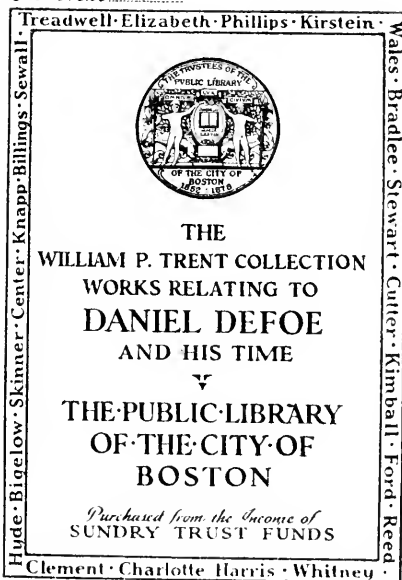 Treadwell·Elizabeth·Phillips·Kirstein·
Wales·Bradlee·Stewart·Cutter·Kimball·Ford·Reed
Hyde·Bigelow·Skinner·Center·Knapp·Billings·Sewall·
THE TRUSTEES OF THE
PUBLIC LIBRARY
OF THE CITY OF
BOSTON
1852·1878
THE
WILLIAM P. TRENT COLLECTION
WORKS RELATING TO
DANIEL DEFOE
AND HIS TIME
THE·PUBLIC·LIBRARY
OF·THE·CITY·OF
BOSTON
Purchased from the Income of
SUNDRY TRUST FUNDS
Clement·Charlotte Harris·Whitney·